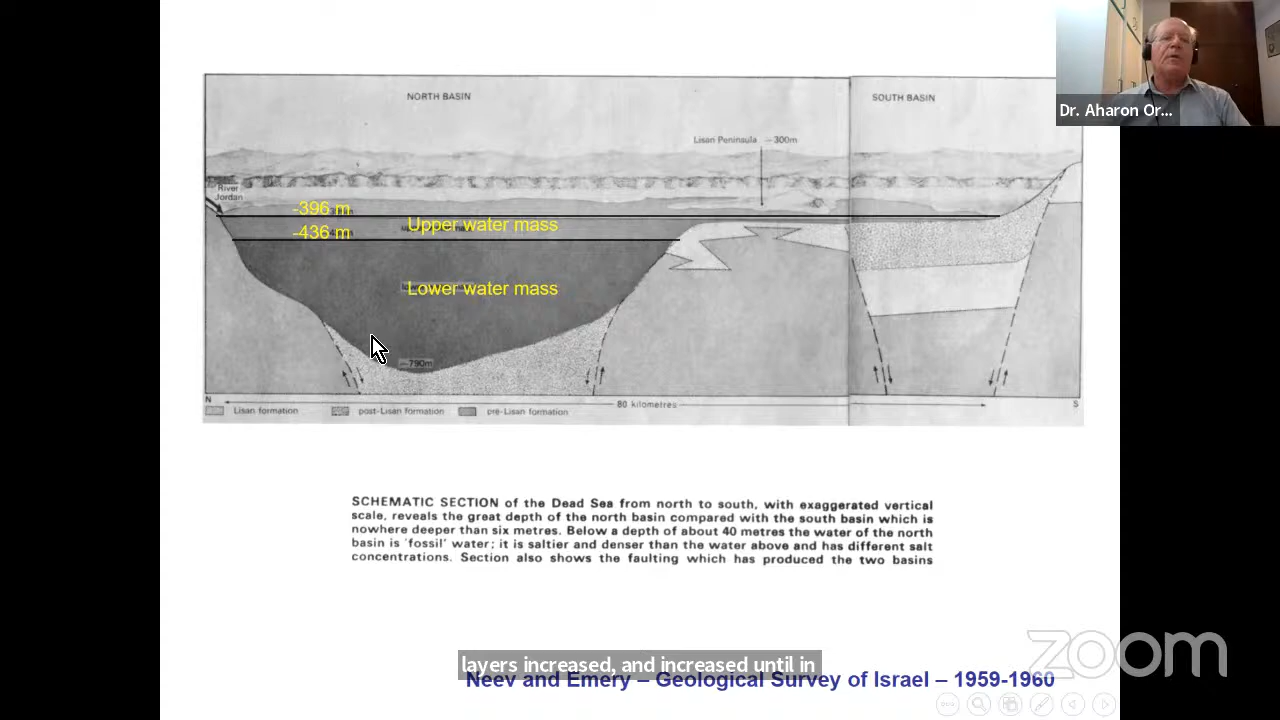 Dr. Aharon Or...
NORTH BASIN
SOUTH BASIN
Lisan Peninsula -300m
River
Jordan
-396 m
Upper water mass
-436 m
Lower water mass
-790m
N
80 kilometres
S
Lisan formation
post-Lisan formation
pre-Lisan formation
SCHEMATIC SECTION of the Dead Sea from north to south, with exaggerated vertical
scale, reveals the great depth of the north basin compared with the south basin which is
nowhere deeper than six metres. Below a depth of about 40 metres the water of the north
basin is 'fossil' water; it is saltier and denser than the water above and has different salt
concentrations. Section also shows the faulting which has produced the two basins
zoom
layers increased, and increased until in
Neev and Emery – Geological Survey of Israel – 1959-1960